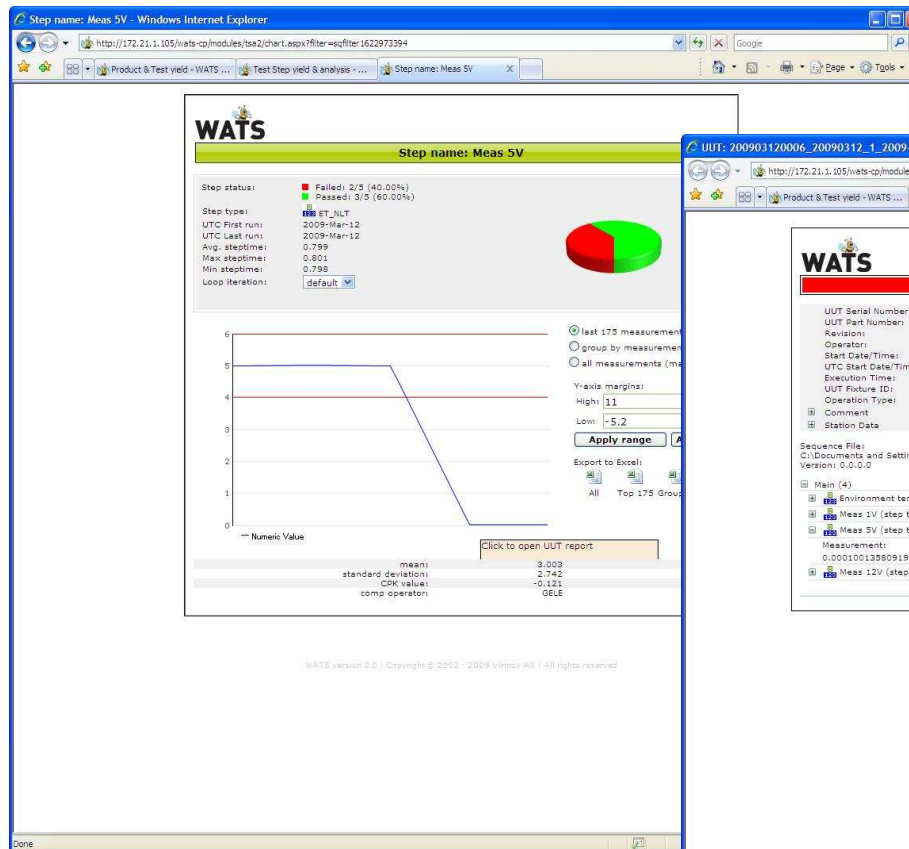 Step name: Meas 5V - Windows Internet Explorer
http://172.21.1.105/wats-cp/modules/tsa2/chart.aspx?filter=sqfilter1622973394
Google
Product & Test yield - WATS ...
Test Step yield & analysis - ...
Step name: Meas 5V
X
Page
Tools
WATS
Step name: Meas 5V
Step status:
Failed: 2/5 (40.00%)
Passed: 3/5 (60.00%)
Step type:
123 ET_NLT
UTC First run:
2009-Mar-12
UTC Last run:
2009-Mar-12
Avg. steptime:
0.799
Max steptime:
0.801
Min steptime:
0.798
Loop iteration:
default
6
5
4
3
2
1
0
Numeric Value
last 175 measurement
group by measuremen
all measurements (ma
Y-axis margins:
High: 11
Low: -5.2
Apply range
A
Export to Excel:
All
Top 175
Group
Click to open UUT report
mean: 3.003
standard deviation: 2.742
CPK value: -0.121
comp operator: GELE
WATS version 3.0 | Copyright © 2002 - 2009 Virinco AS | All rights reserved
Done
UUT: 200903120006_20090312_1_2009-
http://172.21.1.105/wats-cp/module
Product & Test yield - WATS ...
WATS
UUT Serial Number
UUT Part Number:
Revision:
Operator:
Start Date/Time:
UTC Start Date/Tim
Execution Time:
UUT Fixture ID:
Operation Type:
Comment
Station Data
Sequence File:
C:\Documents and Settin
Version: 0.0.0.0
Main (4)
123 Environment ter
123 Meas 1V (step t
123 Meas 5V (step t
Measurement:
0.00010013580919
123 Meas 12V (step